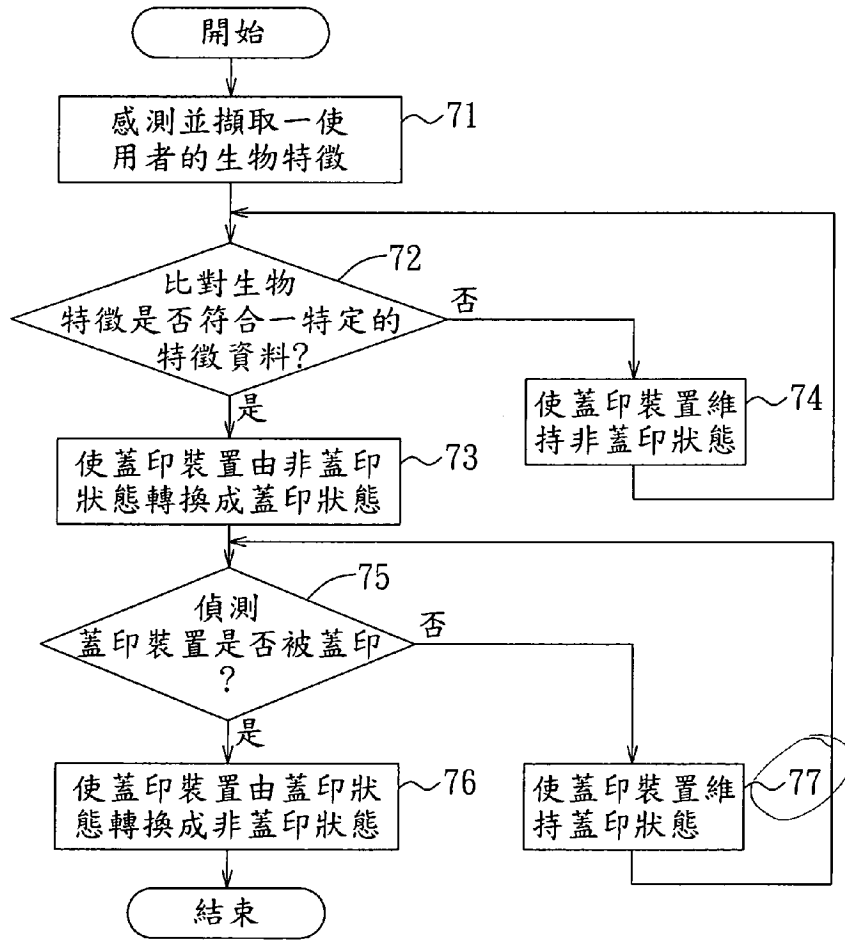 開始
感測並擷取一使
用者的生物特徵
71
比對生物
特徵是否符合一特定的
特徵資料?
72
否
是
使蓋印裝置維
持非蓋印狀態
74
使蓋印裝置由非蓋印
狀態轉換成蓋印狀態
73
偵測
蓋印裝置是否被蓋印
?
75
否
是
使蓋印裝置由蓋印狀
態轉換成非蓋印狀態
76
使蓋印裝置維
持蓋印狀態
77
結束